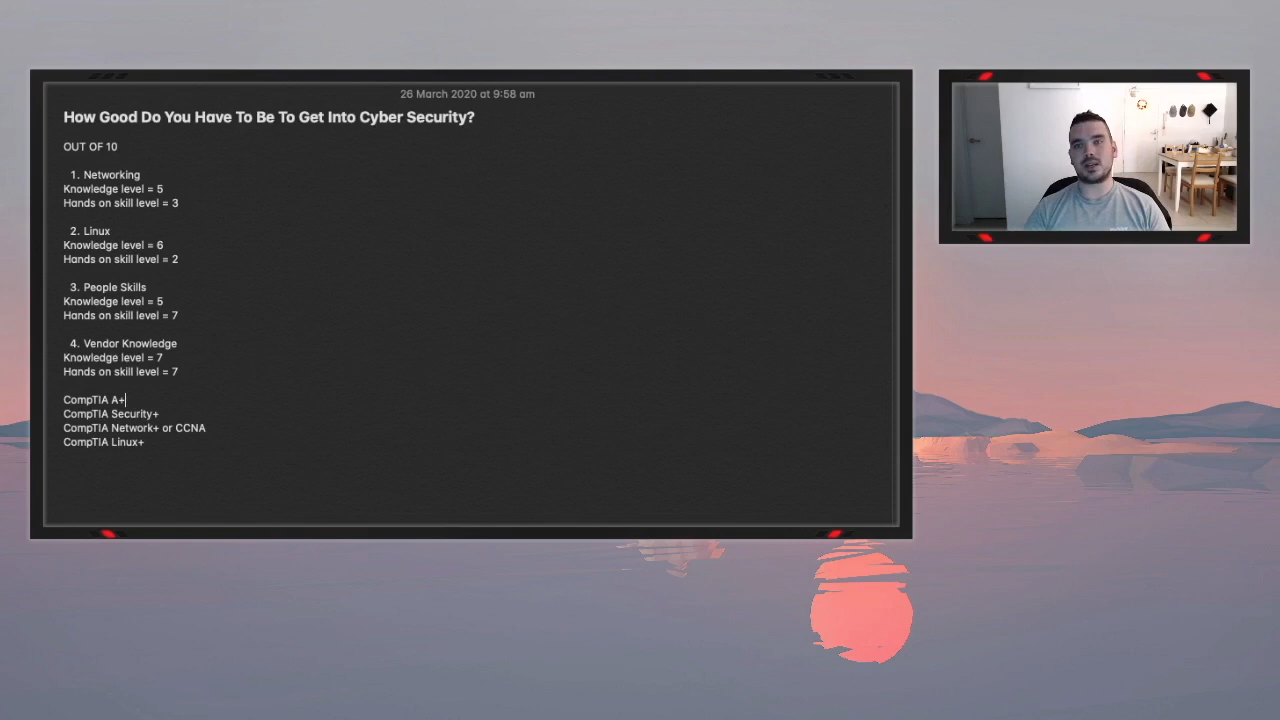 26 March 2020 at 9:58 am
How Good Do You Have To Be To Get Into Cyber Security?
OUT OF 10
1. Networking
Knowledge level = 5
Hands on skill level = 3
2. Linux
Knowledge level = 6
Hands on skill level = 2
3. People Skills
Knowledge level = 5
Hands on skill level = 7
4. Vendor Knowledge
Knowledge level = 7
Hands on skill level = 7
CompTIA A+
CompTIA Security+
CompTIA Network+ or CCNA
CompTIA Linux+